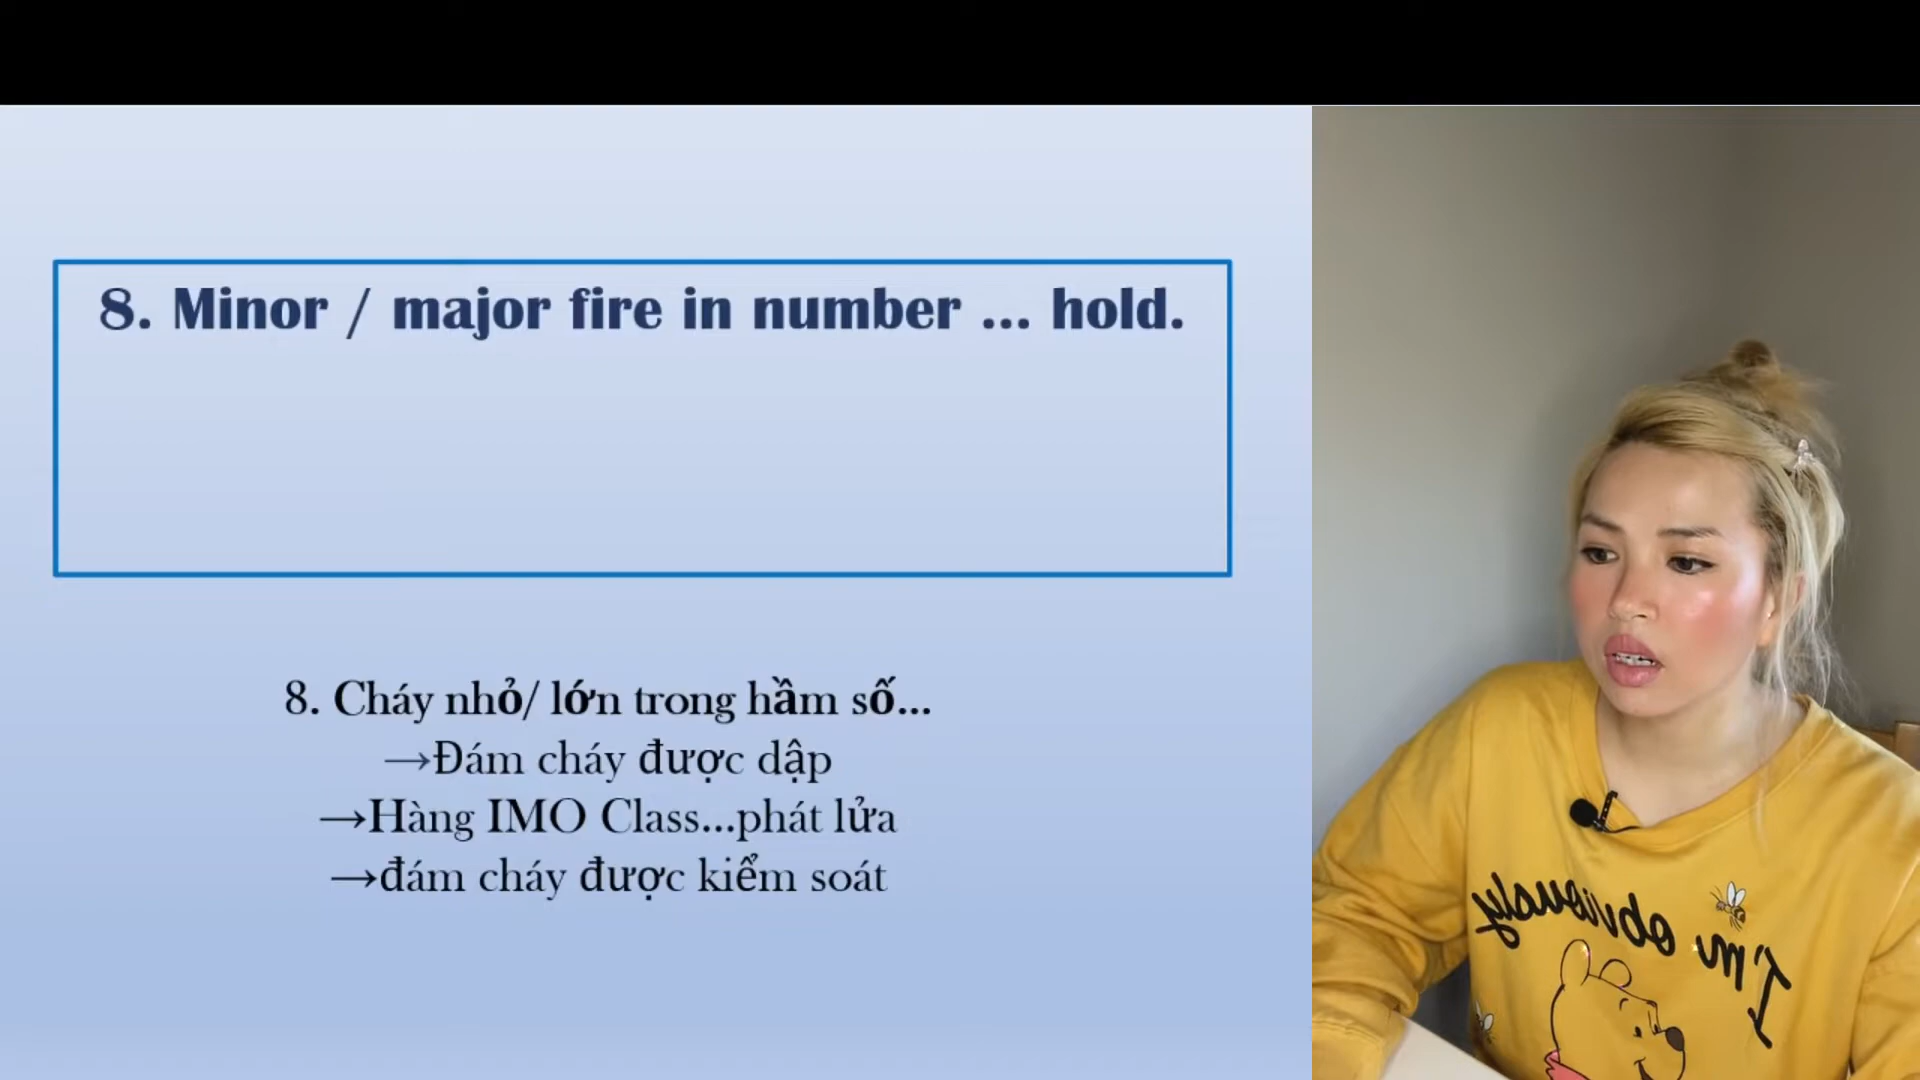 8. Minor / major fire in number ... hold.
8. Cháy nhỏ/ lớn trong hầm số...
→Đám cháy được dập
→Hàng IMO Class...phát lửa
→đám cháy được kiểm soát
I'm obviously